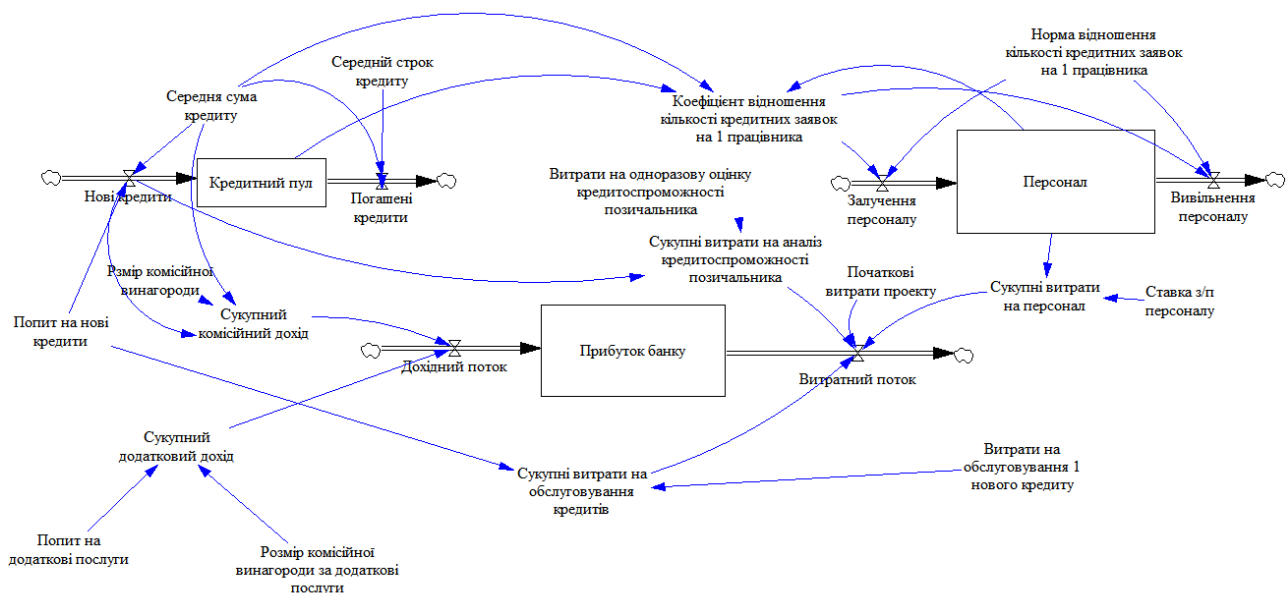 Норма відношення
кількості кредитних заявок
на 1 працівника
Середній строк
кредиту
Середня сума
кредиту
Коефіцієнт відношення
кількості кредитних заявок
на 1 працівника
Кредитний пул
Нові кредити
Погашені
кредити
Витрати на одноразову оцінку
кредитоспроможності
позичальника
Персонал
Залучення
персоналу
Вивільнення
персоналу
Сукупні витрати на аналіз
кредитоспроможності
позичальника
Рзмір комісійної
винагороди
Початкові
витрати проекту
Сукупні витрати
на персонал
Ставка з/п
персоналу
Попит на нові
кредити
Сукупний
комісійний дохід
Прибуток банку
Дохідний поток
Витратний поток
Сукупний
додатковий дохід
Сукупні витрати на
обслуговування
кредитів
Витрати на
обслуговування 1
нового кредиту
Попит на
додаткові послуги
Розмір комісійної
винагороди за додаткові
послуги